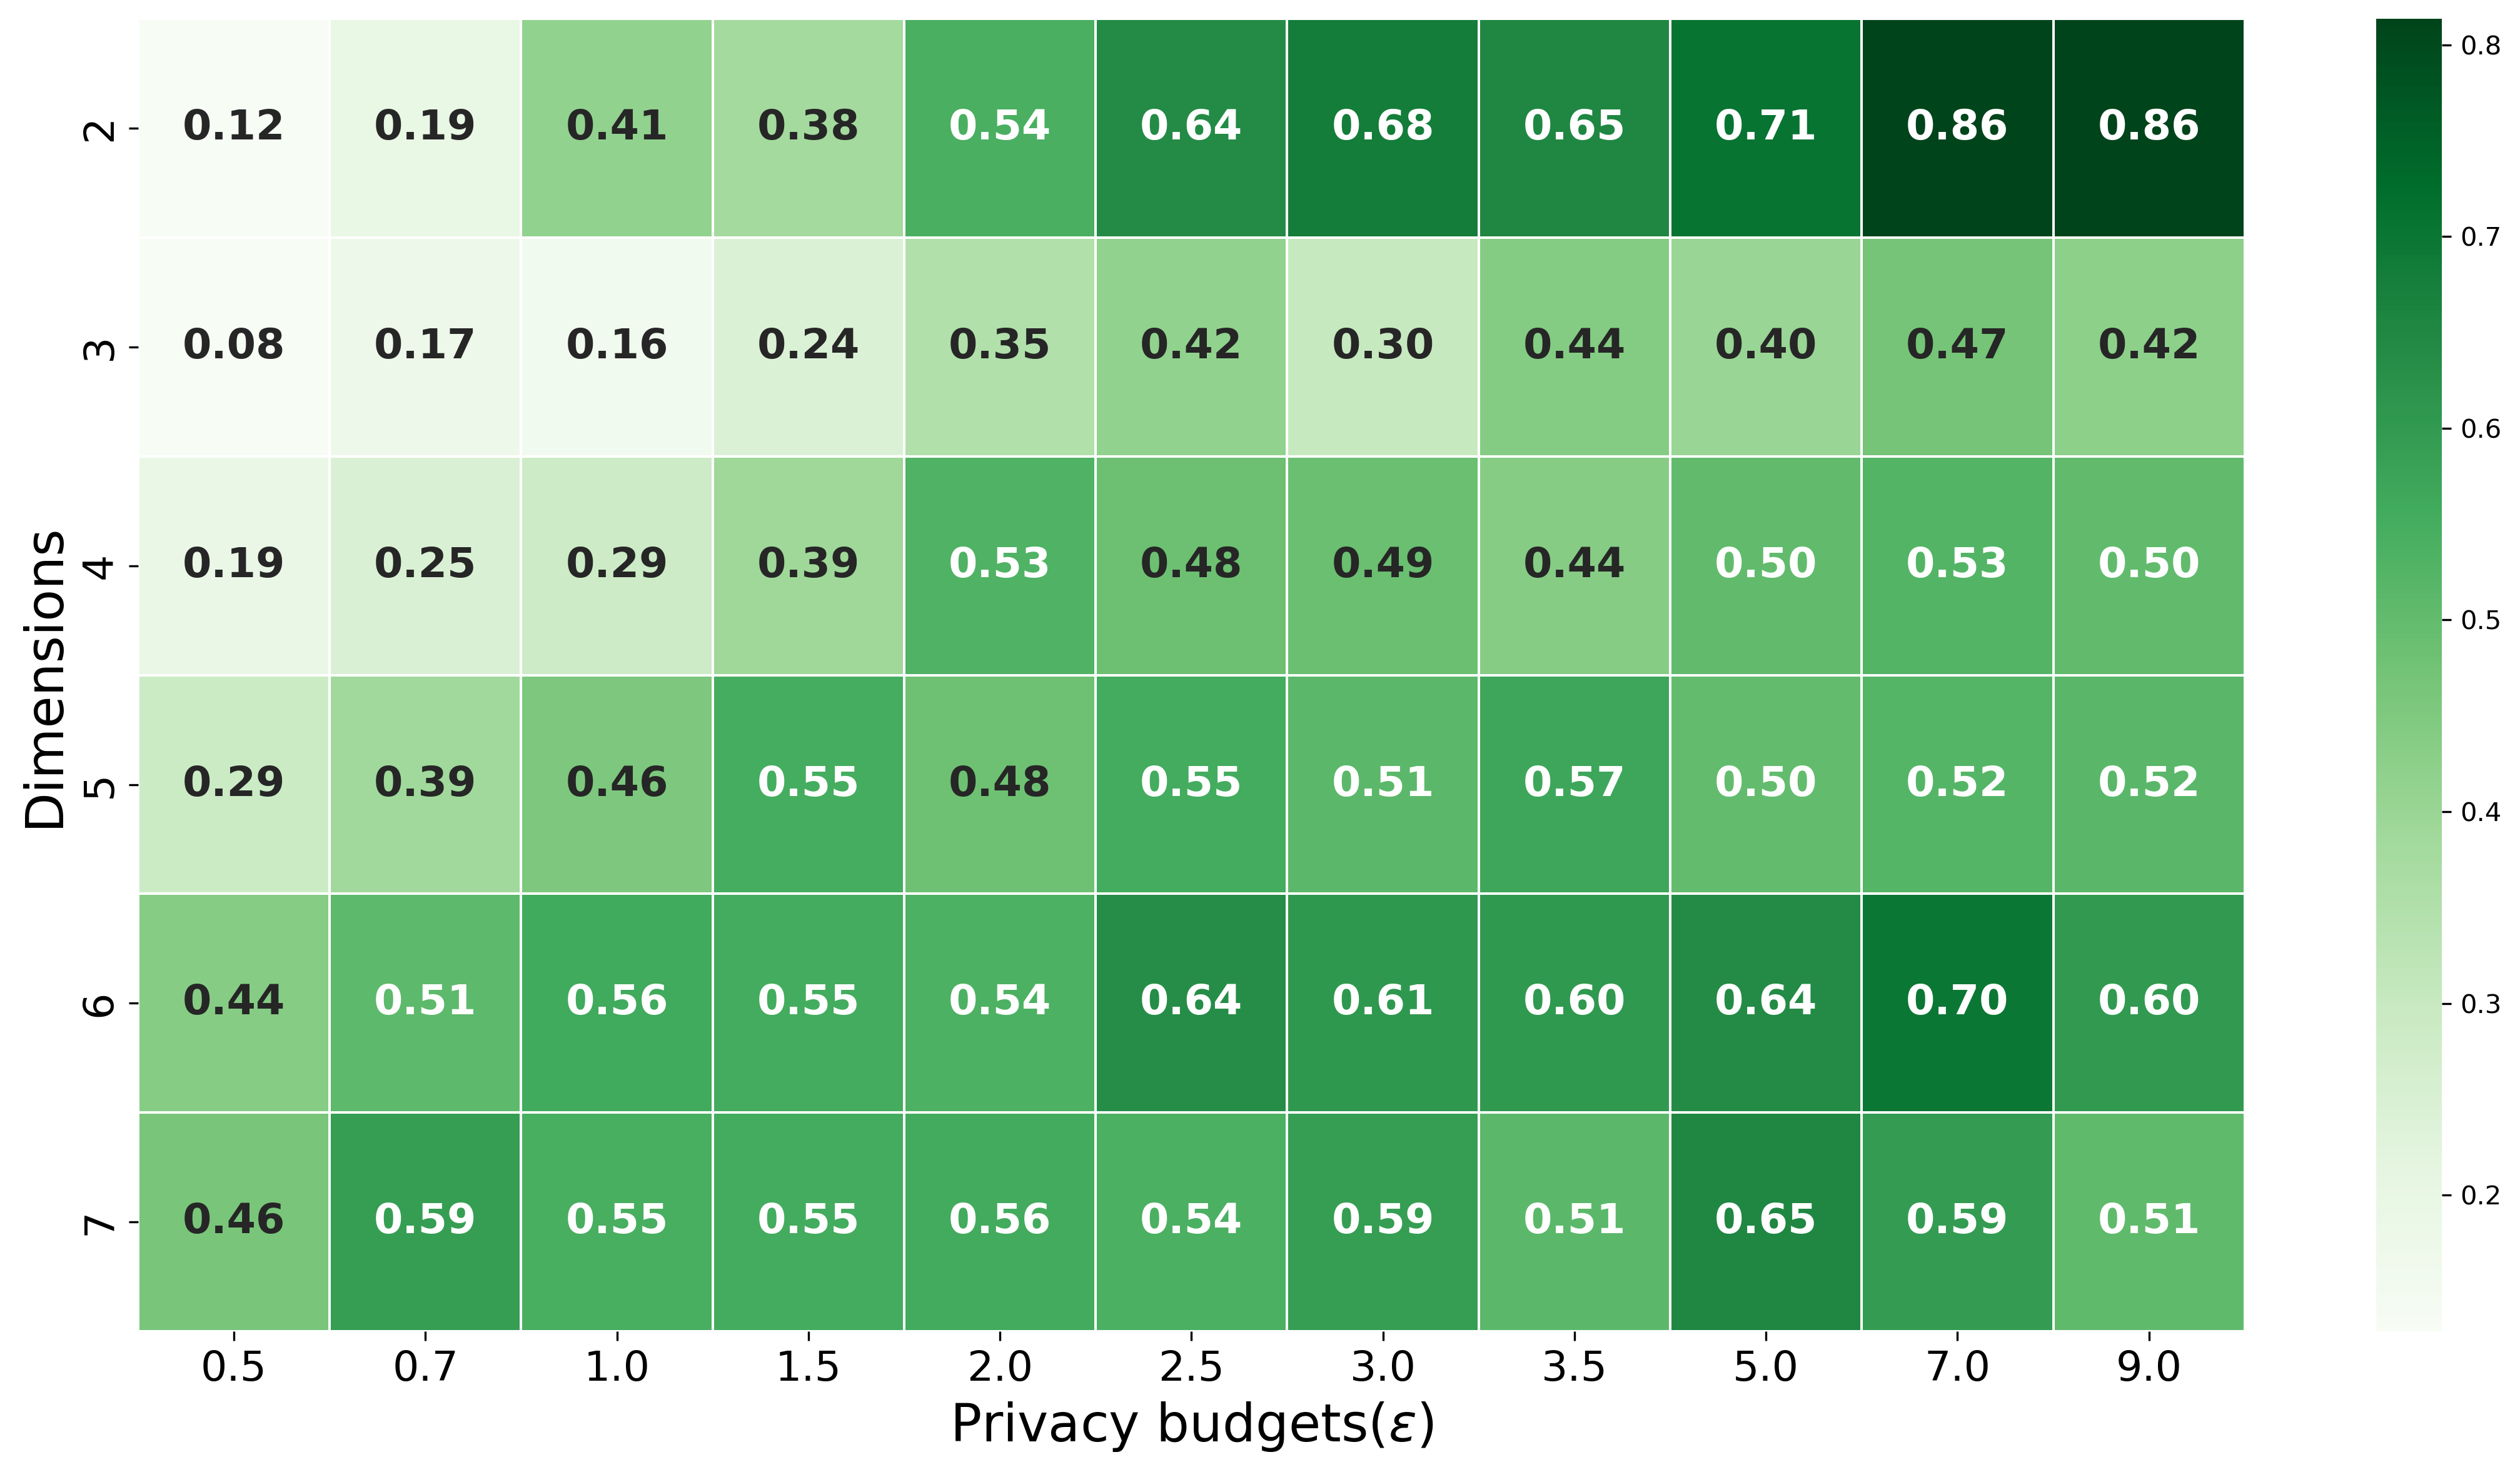 2 0.12 0.19 0.41 0.38 0.54 0.64 0.68 0.65 0.71 0.86 0.86
3 0.08 0.17 0.16 0.24 0.35 0.42 0.30 0.44 0.40 0.47 0.42
4 0.19 0.25 0.29 0.39 0.53 0.48 0.49 0.44 0.50 0.53 0.50
5 0.29 0.39 0.46 0.55 0.48 0.55 0.51 0.57 0.50 0.52 0.52
6 0.44 0.51 0.56 0.55 0.54 0.64 0.61 0.60 0.64 0.70 0.60
7 0.46 0.59 0.55 0.55 0.56 0.54 0.59 0.51 0.65 0.59 0.51
0.5 0.7 1.0 1.5 2.0 2.5 3.0 3.5 5.0 7.0 9.0
Privacy budgets(ε)
Dimensions
0.8
0.7
0.6
0.5
0.4
0.3
0.2